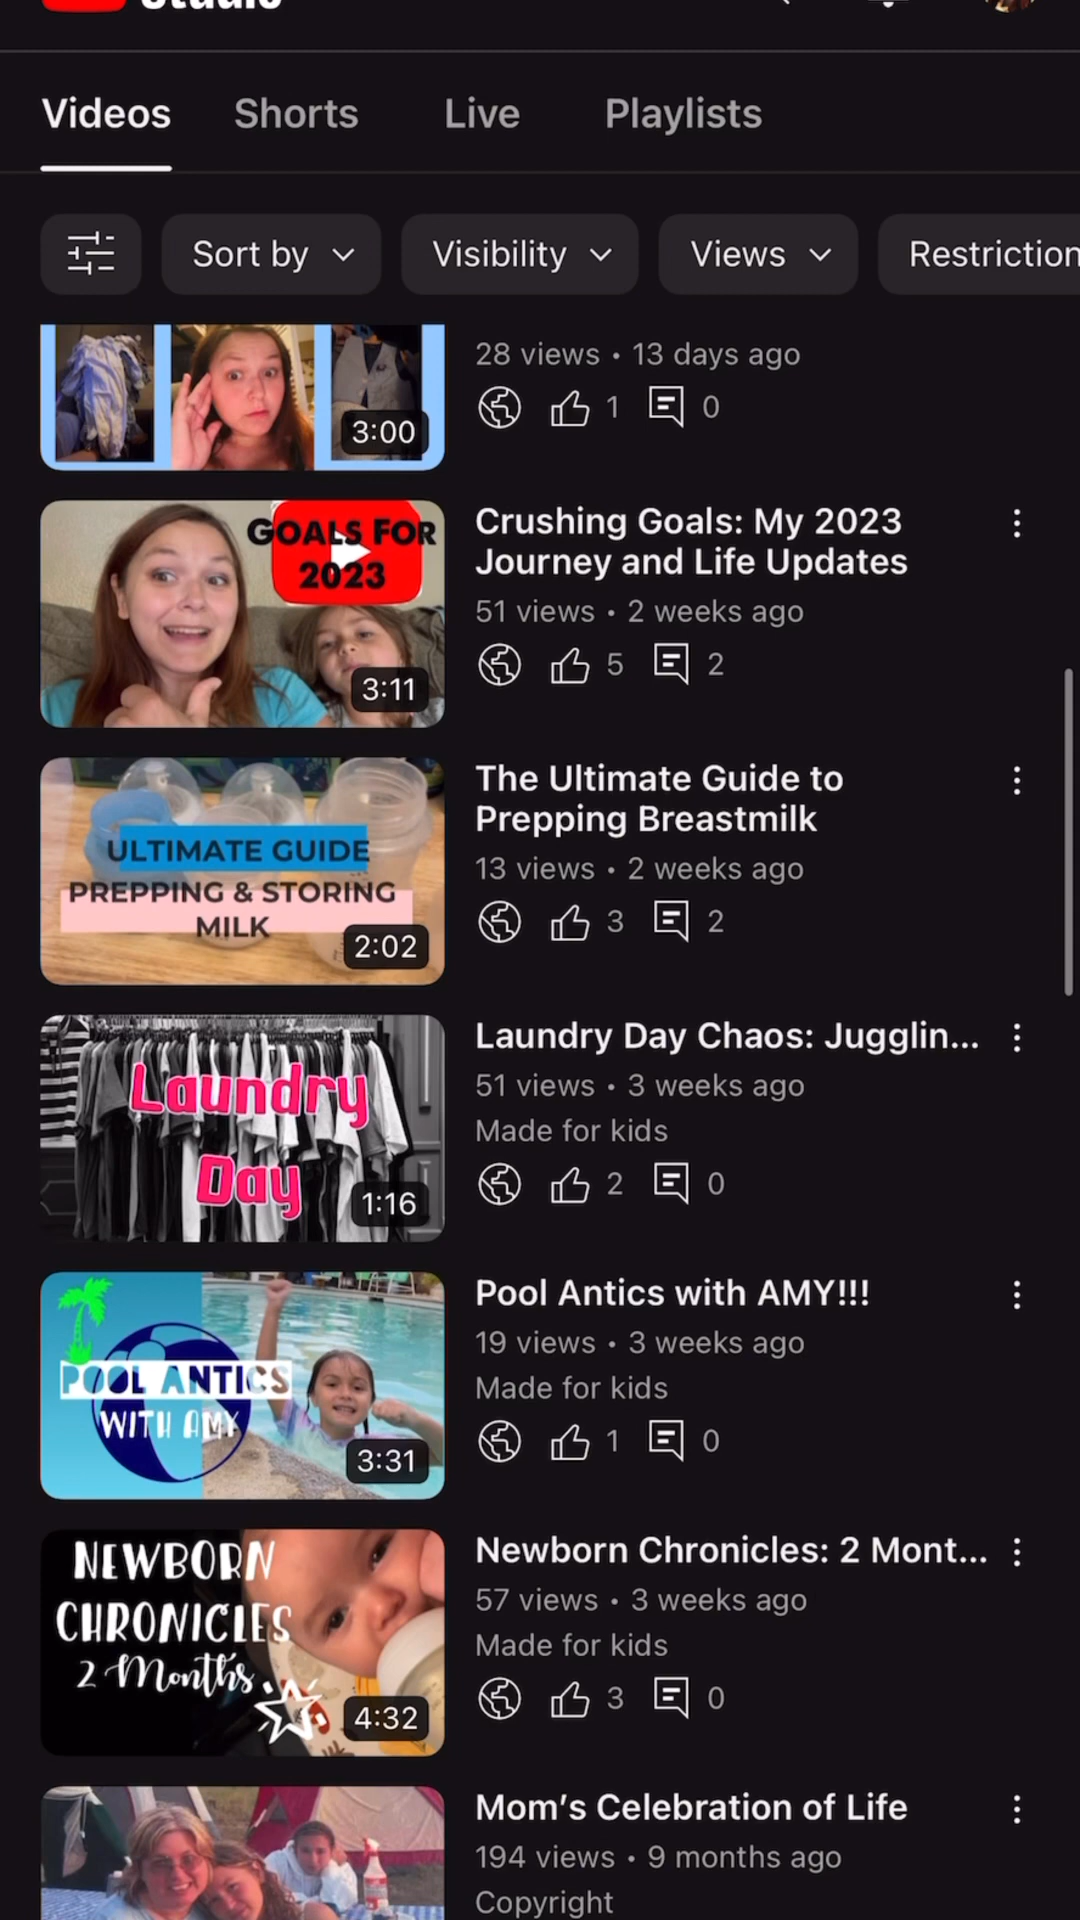 Studio
Videos Shorts Live Playlists
Sort by Visibility Views Restriction
28 views • 13 days ago
1 0
3:00
GOALS FOR
2023
3:11
Crushing Goals: My 2023
Journey and Life Updates
51 views • 2 weeks ago
5 2
ULTIMATE GUIDE
PREPPING & STORING
MILK
2:02
The Ultimate Guide to
Prepping Breastmilk
13 views • 2 weeks ago
3 2
Laundry
Day
1:16
Laundry Day Chaos: Jugglin...
51 views • 3 weeks ago
Made for kids
2 0
POOL ANTICS
WITH AMY
3:31
Pool Antics with AMY!!!
19 views • 3 weeks ago
Made for kids
1 0
NEWBORN
CHRONICLES
2 Months
4:32
Newborn Chronicles: 2 Mont...
57 views • 3 weeks ago
Made for kids
3 0
Mom’s Celebration of Life
194 views • 9 months ago
Copyright